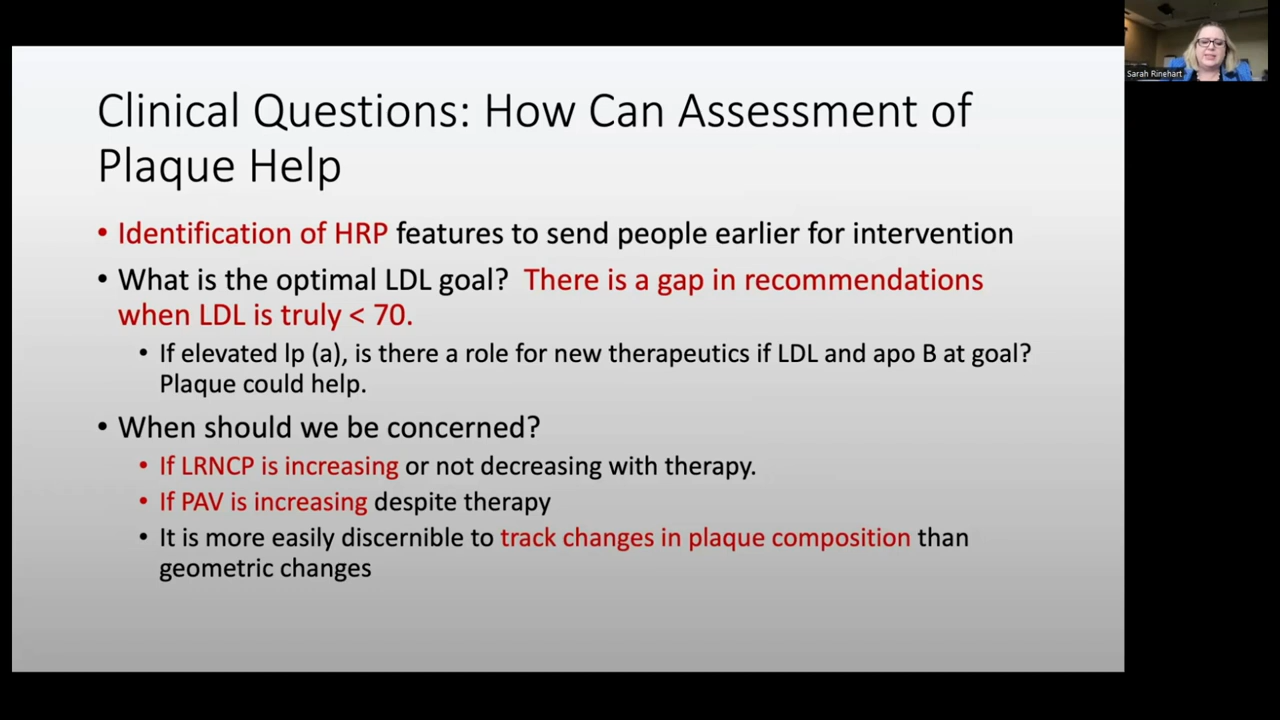 Sarah Rinehart
Clinical Questions: How Can Assessment of
Plaque Help
• Identification of HRP features to send people earlier for intervention
• What is the optimal LDL goal? There is a gap in recommendations
when LDL is truly < 70.
• If elevated lp (a), is there a role for new therapeutics if LDL and apo B at goal?
Plaque could help.
• When should we be concerned?
• If LRNCP is increasing or not decreasing with therapy.
• If PAV is increasing despite therapy
• It is more easily discernible to track changes in plaque composition than
geometric changes